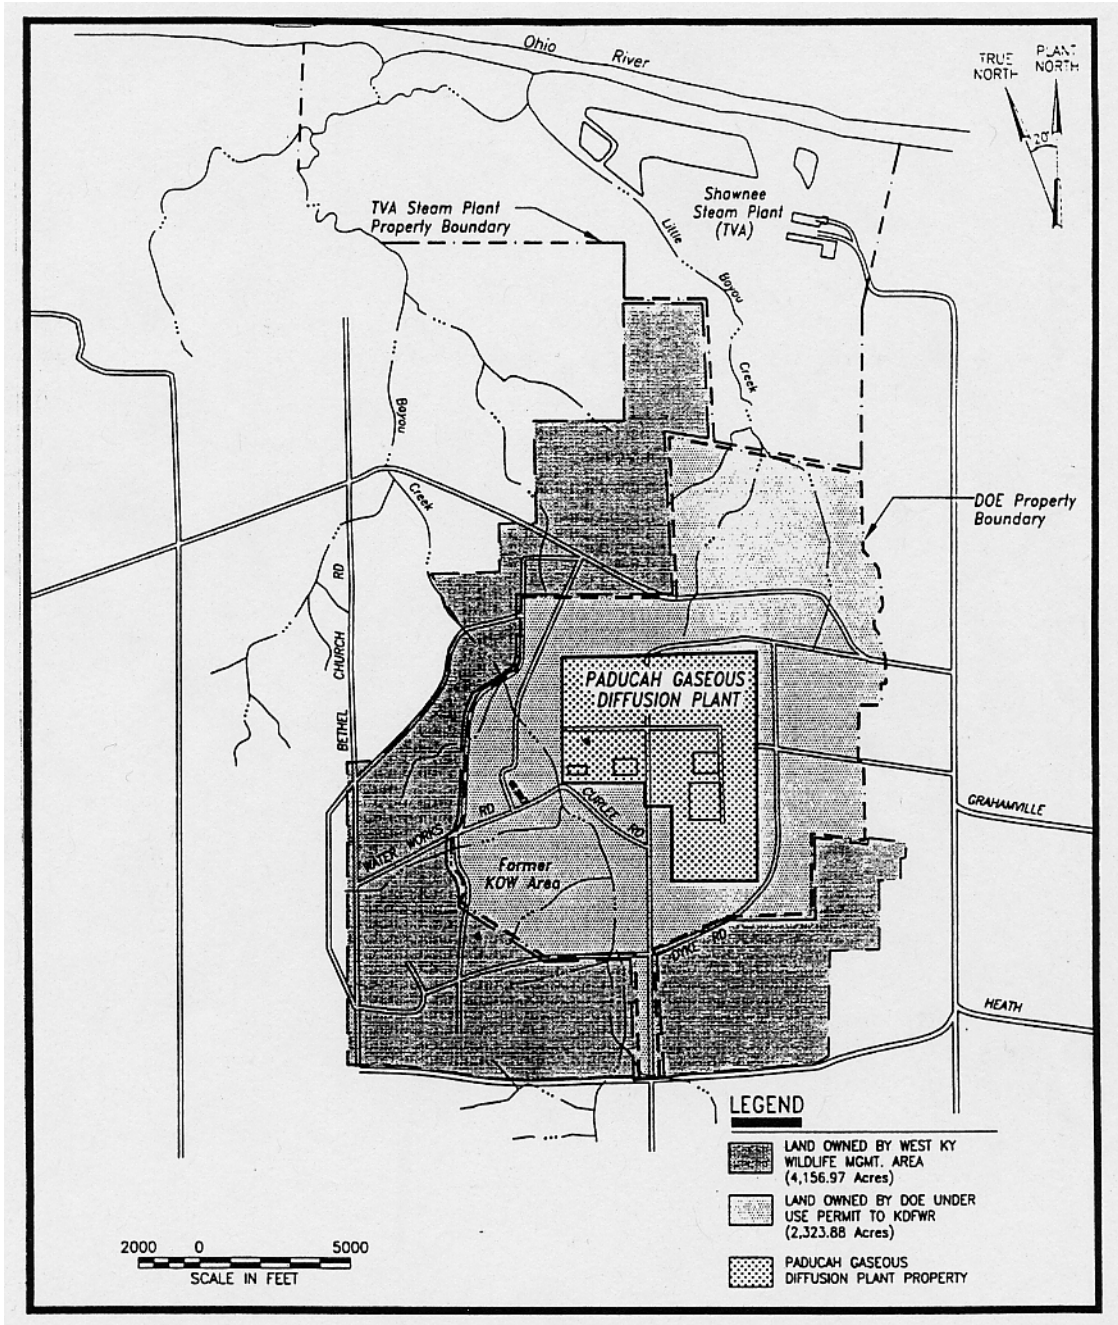 Ohio River
TRUE
NORTH
PLANT
NORTH
20
TVA Steam Plant
Property Boundary
Shawnee
Steam Plant
(TVA)
Little
Bayou
Creek
Bayou
Creek
DOE Property
Boundary
BETHEL CHURCH RD
PADUCAH GASEOUS
DIFFUSION PLANT
WATER WORKS RD
CURLEE RD
GRAHAMVILLE
Former
KOW Area
DYKE RD
HEATH
LEGEND
LAND OWNED BY WEST KY
WILDLIFE MGMT. AREA
(4,156.97 Acres)
LAND OWNED BY DOE UNDER
USE PERMIT TO KDFWR
(2,323.88 Acres)
PADUCAH GASEOUS
DIFFUSION PLANT PROPERTY
2000 0 5000
SCALE IN FEET